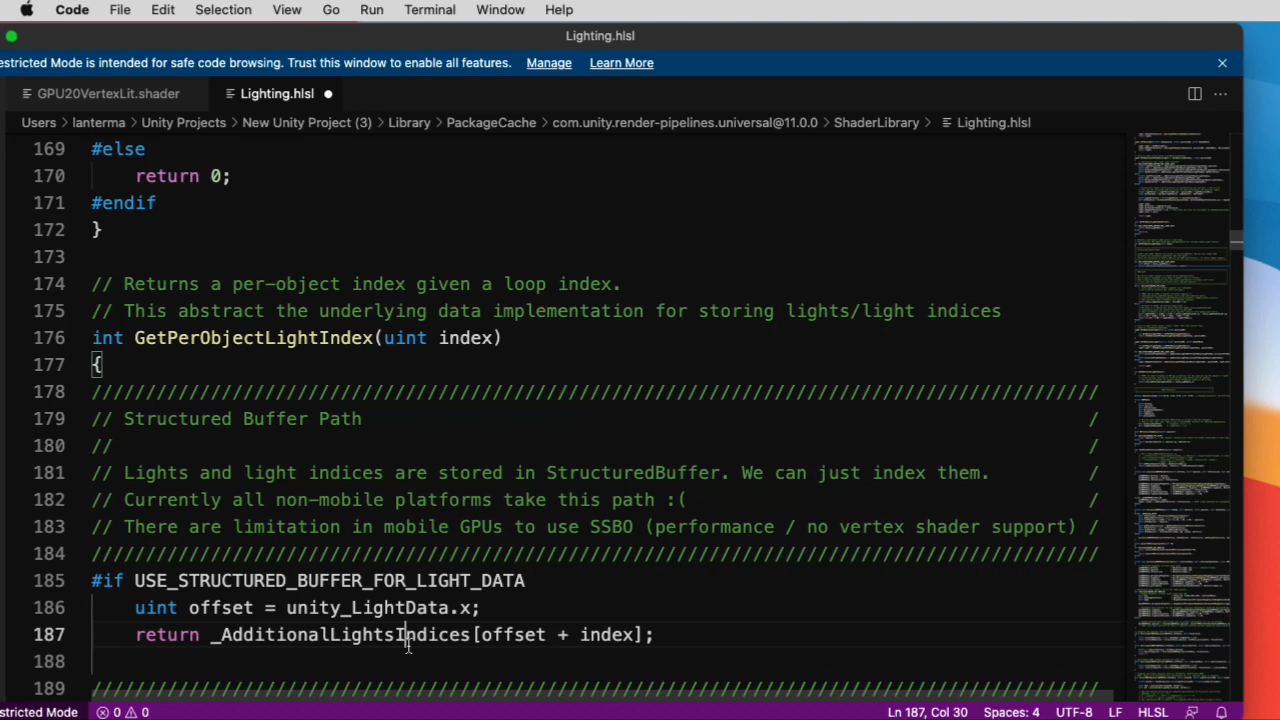 Code File Edit Selection View Go Run Terminal Window Help
Lighting.hlsl
estricted Mode is intended for safe code browsing. Trust this window to enable all features. Manage Learn More
GPU20VertexLit.shader Lighting.hlsl
Users lanterma Unity Projects New Unity Project (3) Library PackageCache com.unity.render-pipelines.universal@11.0.0 ShaderLibrary Lighting.hlsl
169 #else
170 return 0;
171 #endif
172 }
173
174 // Returns a per-object index given a loop index.
175 // This abstract the underlying data implementation for storing lights/light indices
176 int GetPerObjectLightIndex(uint index)
177 {
178 //////////////////////////////////////////////////////////////////////////////////////////////
179 // Structured Buffer Path /
180 // /
181 // Lights and light indices are stored in StructuredBuffer. We can just index them. /
182 // Currently all non-mobile platforms take this path :( /
183 // There are limitation in mobile GPUs to use SSBO (performance / no vertex shader support) /
184 //////////////////////////////////////////////////////////////////////////////////////////////
185 #if USE_STRUCTURED_BUFFER_FOR_LIGHT_DATA
186 uint offset = unity_LightData.x;
187 return _AdditionalLightsIndices[offset + index];
188
189 //////////////////////////////////////////////////////////////////////////////////////////////
stricted Mode 0 0 Ln 187, Col 30 Spaces: 4 UTF-8 LF HLSL